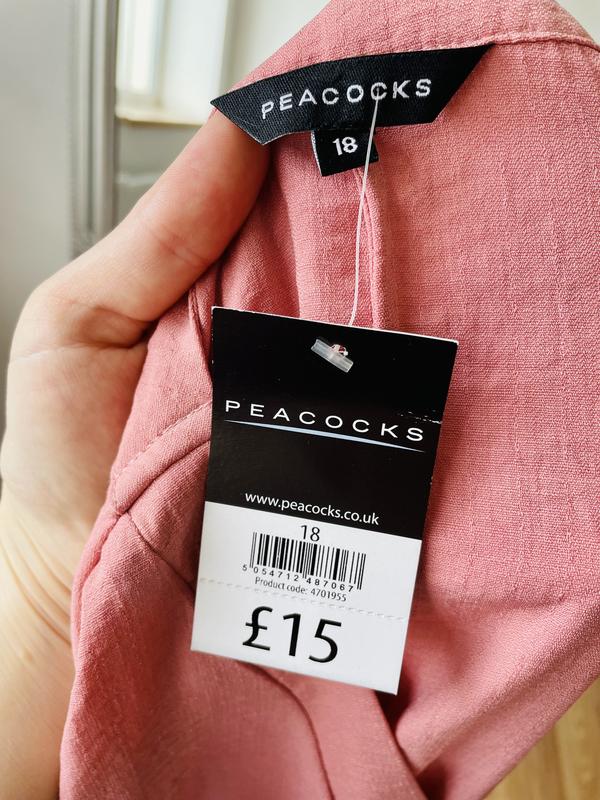 PEACOCKS
18
PEACOCKS
www.peacocks.co.uk
18
5 054712 487067
Product code: 4701955
£15